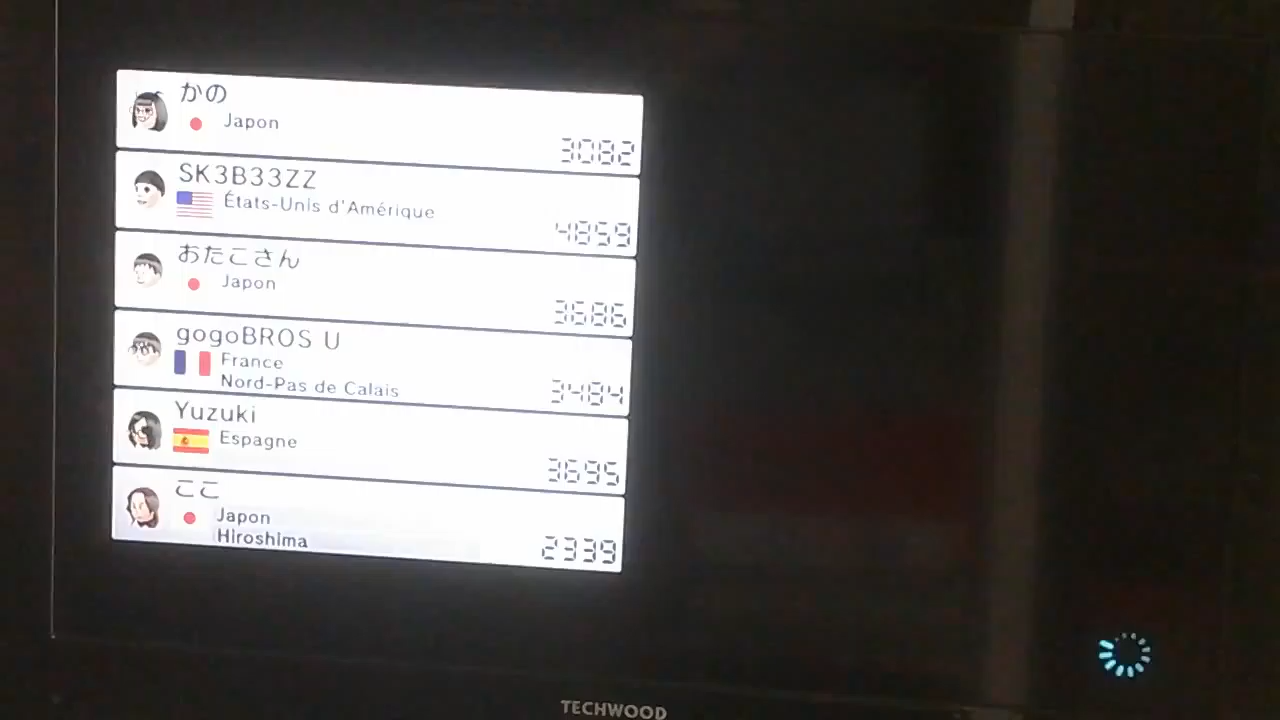 かの
Japon
3082
SK3B33ZZ
États-Unis d'Amérique
4859
おたこさん
Japon
3686
gogoBROS U
France
Nord-Pas de Calais
3484
Yuzuki
Espagne
3695
ここ
Japon
Hiroshima
2339
TECHWOOD